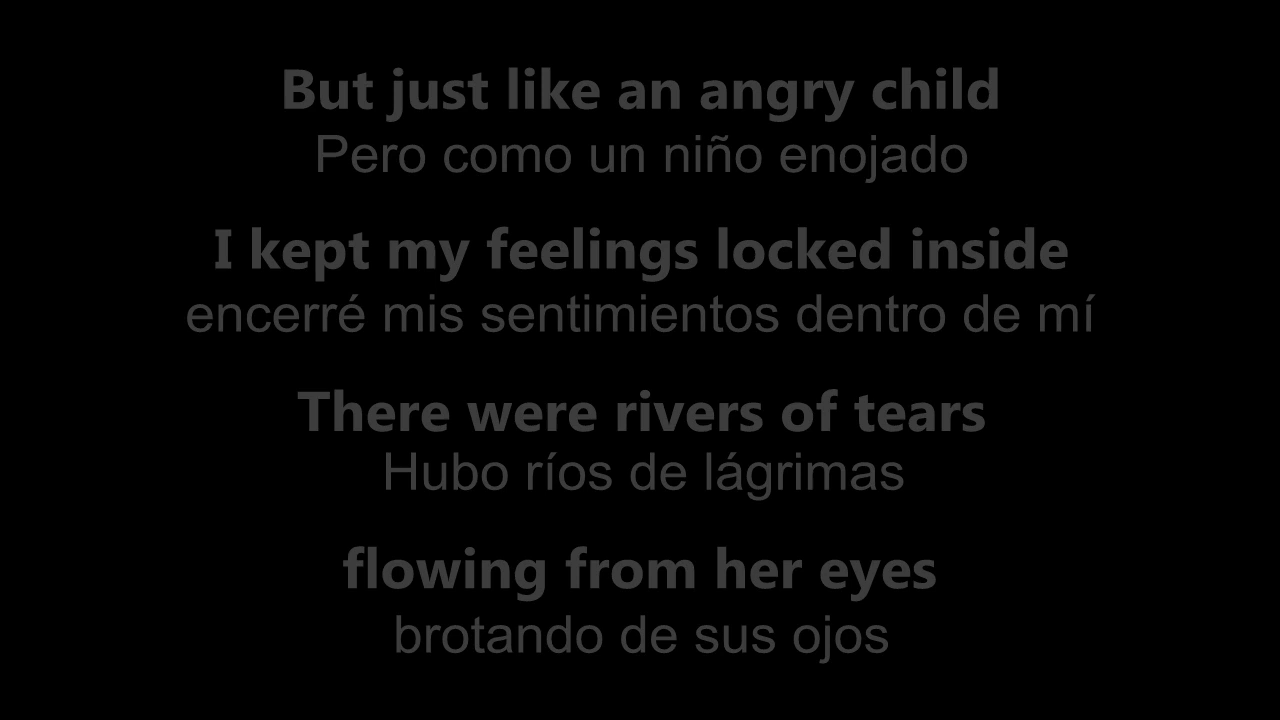 But just like an angry child
Pero como un niño enojado
I kept my feelings locked inside
encerré mis sentimientos dentro de mí
There were rivers of tears
Hubo ríos de lágrimas
flowing from her eyes
brotando de sus ojos